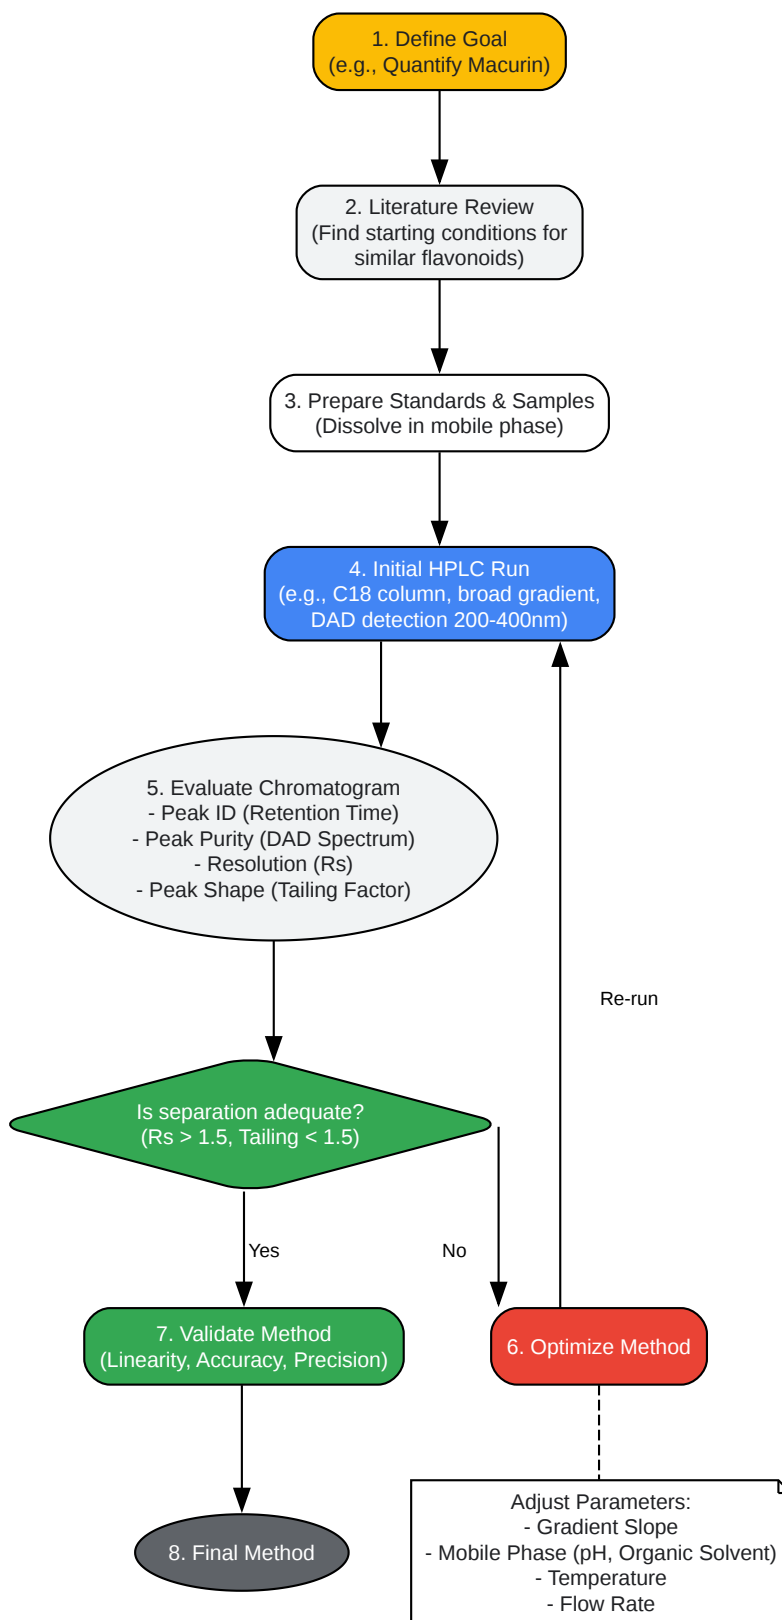 1. Define Goal
(e.g., Quantify Macurin)
2. Literature Review
(Find starting conditions for
similar flavonoids)
3. Prepare Standards & Samples
(Dissolve in mobile phase)
4. Initial HPLC Run
(e.g., C18 column, broad gradient,
DAD detection 200-400nm)
5. Evaluate Chromatogram
- Peak ID (Retention Time)
- Peak Purity (DAD Spectrum)
- Resolution (Rs)
- Peak Shape (Tailing Factor)
Re-run
Is separation adequate?
(Rs > 1.5, Tailing < 1.5)
Yes
No
7. Validate Method
(Linearity, Accuracy, Precision)
6. Optimize Method
8. Final Method
Adjust Parameters:
- Gradient Slope
- Mobile Phase (pH, Organic Solvent)
- Temperature
- Flow Rate